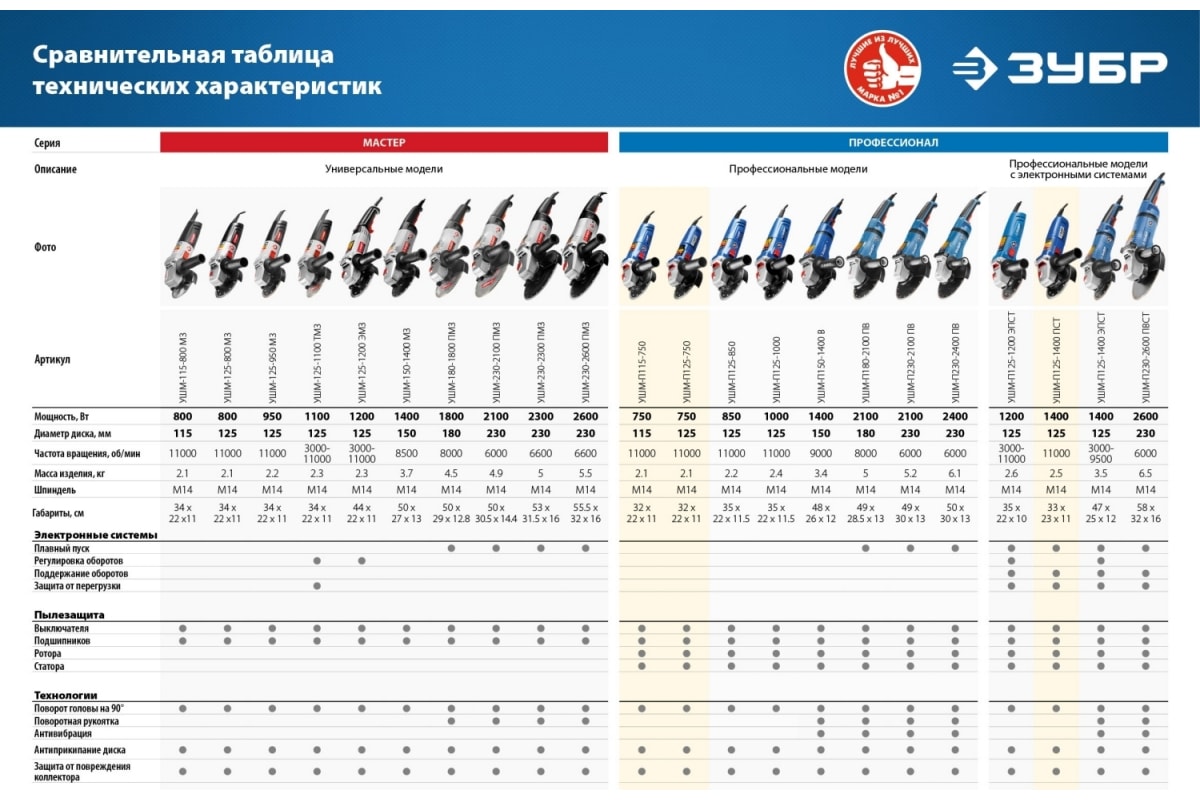 Сравнительная таблица
технических характеристик
ЛУЧШИЕ ИЗ ЛУЧШИХ
МАРКА №1
ЗУБР
Серия МАСТЕР ПРОФЕССИОНАЛ
Описание Универсальные модели Профессиональные модели Профессиональные модели
с электронными системами
Фото
Артикул УШМ-115-800 М3 УШМ-125-800 М3 УШМ-125-950 М3 УШМ-125-1100 ТМ3 УШМ-125-1200 ЭМ3 УШМ-150-1400 М3 УШМ-180-1800 ПМ3 УШМ-230-2100 ПМ3 УШМ-230-2300 ПМ3 УШМ-230-2600 ПМ3 УШМ-П115-750 УШМ-П125-750 УШМ-П125-850 УШМ-П125-1000 УШМ-П150-1400 В УШМ-П180-2100 ПВ УШМ-П230-2100 ПВ УШМ-П230-2400 ПВ УШМ-П125-1200 ЭПСТ УШМ-П125-1400 ПСТ УШМ-П125-1400 ЭПСТ УШМ-П230-2600 ПВСТ
Мощность, Вт 800 800 950 1100 1200 1400 1800 2100 2300 2600 750 750 850 1000 1400 2100 2100 2400 1200 1400 1400 2600
Диаметр диска, мм 115 125 125 125 125 150 180 230 230 230 115 125 125 125 150 180 230 230 125 125 125 230
Частота вращения, об/мин 11000 11000 11000 3000-11000 3000-11000 8500 8000 6000 6600 6600 11000 11000 11000 11000 9000 8000 6000 6000 3000-11000 11000 3000-9500 6000
Масса изделия, кг 2.1 2.1 2.2 2.3 2.3 3.7 4.5 4.9 5 5.5 2.1 2.1 2.2 2.4 3.4 5 5.2 6.1 2.6 2.5 3.5 6.5
Шпиндель М14 М14 М14 М14 М14 М14 М14 М14 М14 М14 М14 М14 М14 М14 М14 М14 М14 М14 М14 М14 М14 М14
Габариты, см 34 x 22 x11 34 x 22 x11 34 x 22 x 11 34 x 22 x 11 44 x 22 x 11 50 x 27 x 13 50 x 29 x 12.8 50 x 30.5 x 14.4 53 x 31.5 x 16 55.5 x 32 x 16 32 x 22 x 11 32 x 22 x 11 35 x 22 x 11.5 35 x 22 x 11.5 48 x 26 x 12 49 x 28.5 x 13 49 x 30 x 13 50 x 30 x 13 35 x 22 x 10 33 x 23 x 11 47 x 25 x 12 58 x 32 x 16
Электронные системы
Плавный пуск
Регулировка оборотов
Поддержание оборотов
Защита от перегрузки
Пылезащита
Выключателя
Подшипников
Ротора
Статора
Технологии
Поворот головы на 90°
Поворотная рукоятка
Антивибрация
Антиприкипание диска
Защита от повреждения
коллектора